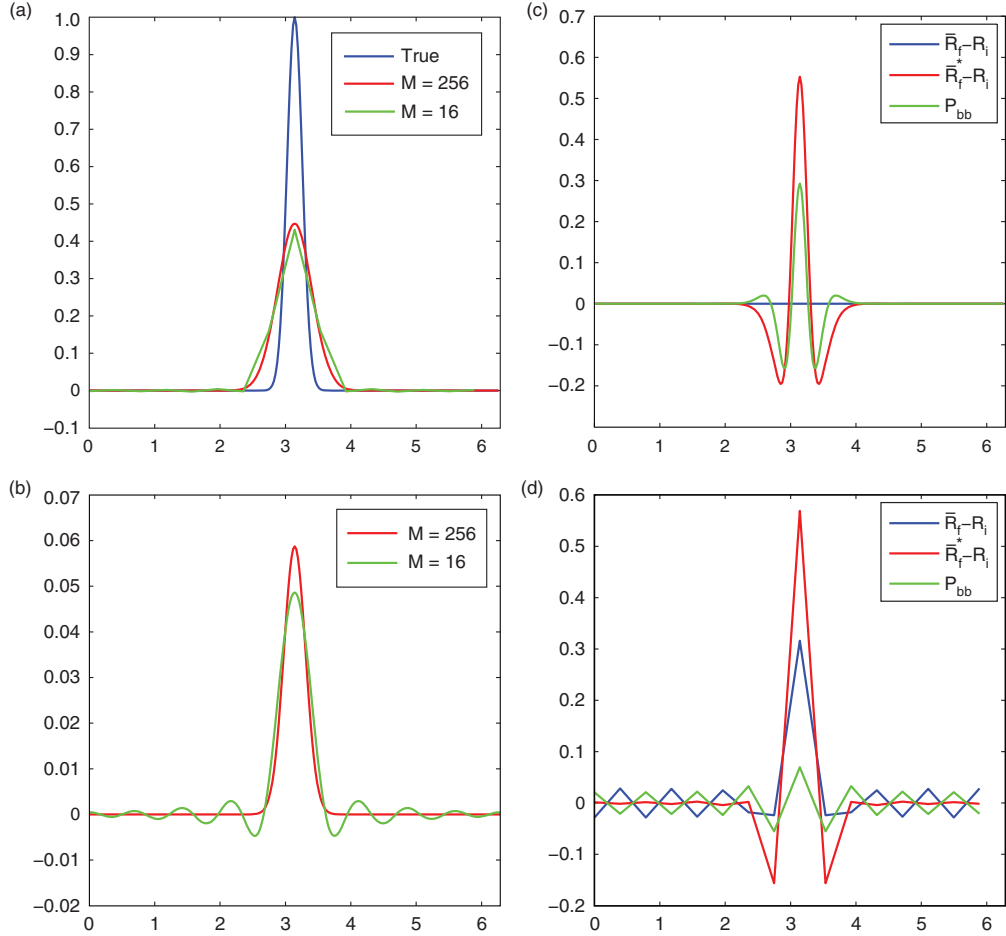 (a)
1.0
0.9
0.8
0.7
0.6
0.5
0.4
0.3
0.2
0.1
0
−0.1
0 1 2 3 4 5 6
True
M = 256
M = 16
(c)
0.7
0.6
0.5
0.4
0.3
0.2
0.1
0
−0.1
−0.2
0 1 2 3 4 5 6
R̄f−Ri
R̄*f−Ri
Pbb
(b)
0.07
0.06
0.05
0.04
0.03
0.02
0.01
0
−0.01
−0.02
0 1 2 3 4 5 6
M = 256
M = 16
(d)
0.6
0.5
0.4
0.3
0.2
0.1
0
−0.1
−0.2
0 1 2 3 4 5 6
R̄f−Ri
R̄*f−Ri
Pbb